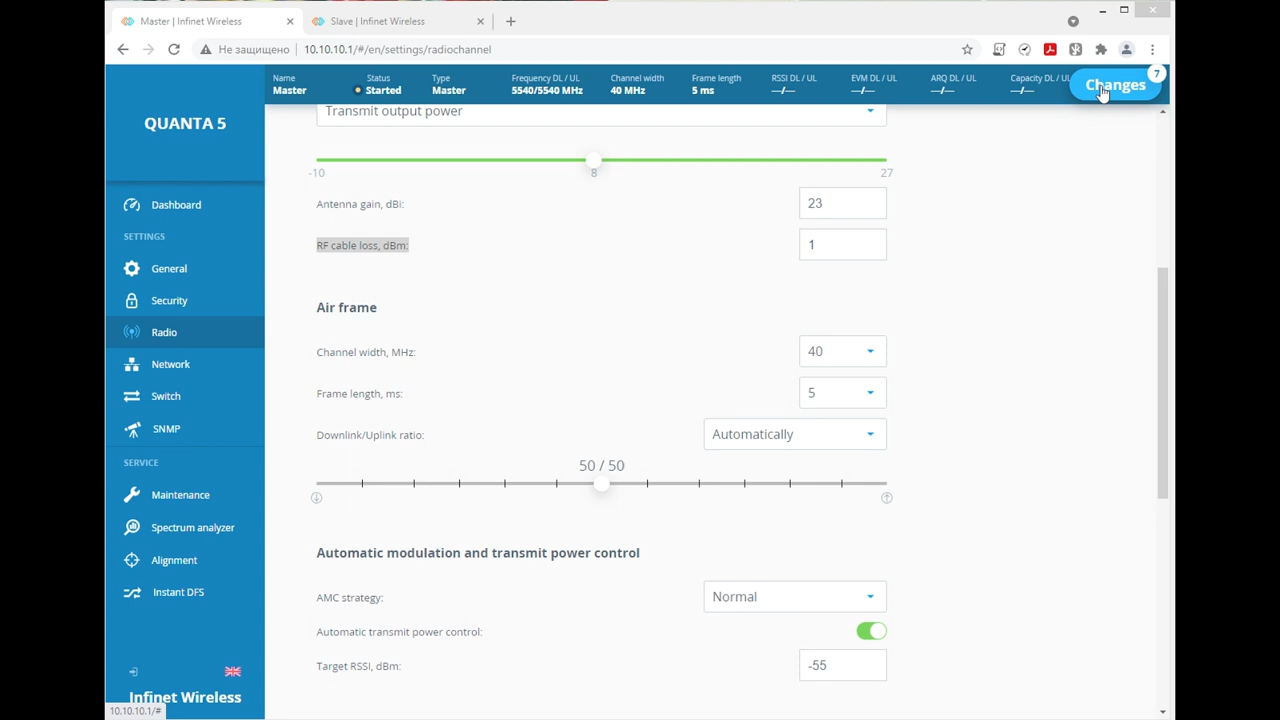 Master | Infinet Wireless
Slave | Infinet Wireless
Не защищено
10.10.10.1/#/en/settings/radiochannel
Name
Master
Status
Started
Type
Master
Frequency DL / UL
5540/5540 MHz
Channel width
40 MHz
Frame length
5 ms
RSSI DL / UL
--/--
EVM DL / UL
--/--
ARQ DL / UL
--/--
Capacity DL / UL
--/--
Changes
7
QUANTA 5
Dashboard
SETTINGS
General
Security
Radio
Network
Switch
SNMP
SERVICE
Maintenance
Spectrum analyzer
Alignment
Instant DFS
Infinet Wireless
10.10.10.1/#
Transmit output power
-10
8
27
Antenna gain, dBi:
23
RF cable loss, dBm:
1
Air frame
Channel width, MHz:
40
Frame length, ms:
5
Downlink/Uplink ratio:
Automatically
50 / 50
Automatic modulation and transmit power control
AMC strategy:
Normal
Automatic transmit power control:
Target RSSI, dBm:
-55